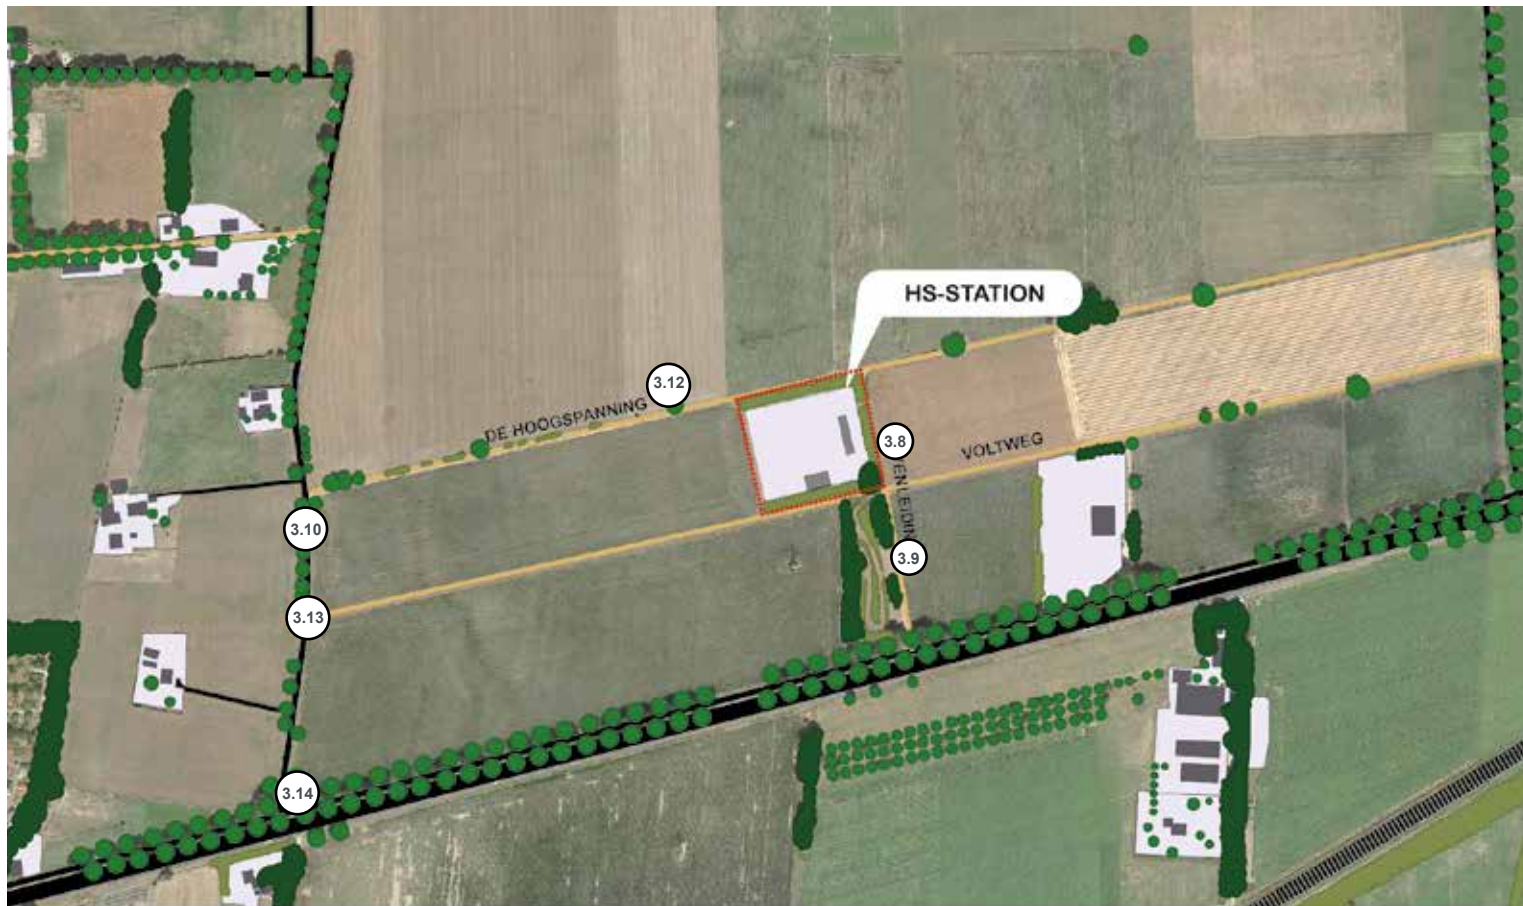 HS-STATION
3.12
DE HOOGSPANNING
3.8
VOLTWEG
3.10
3.9
3.13
3.14